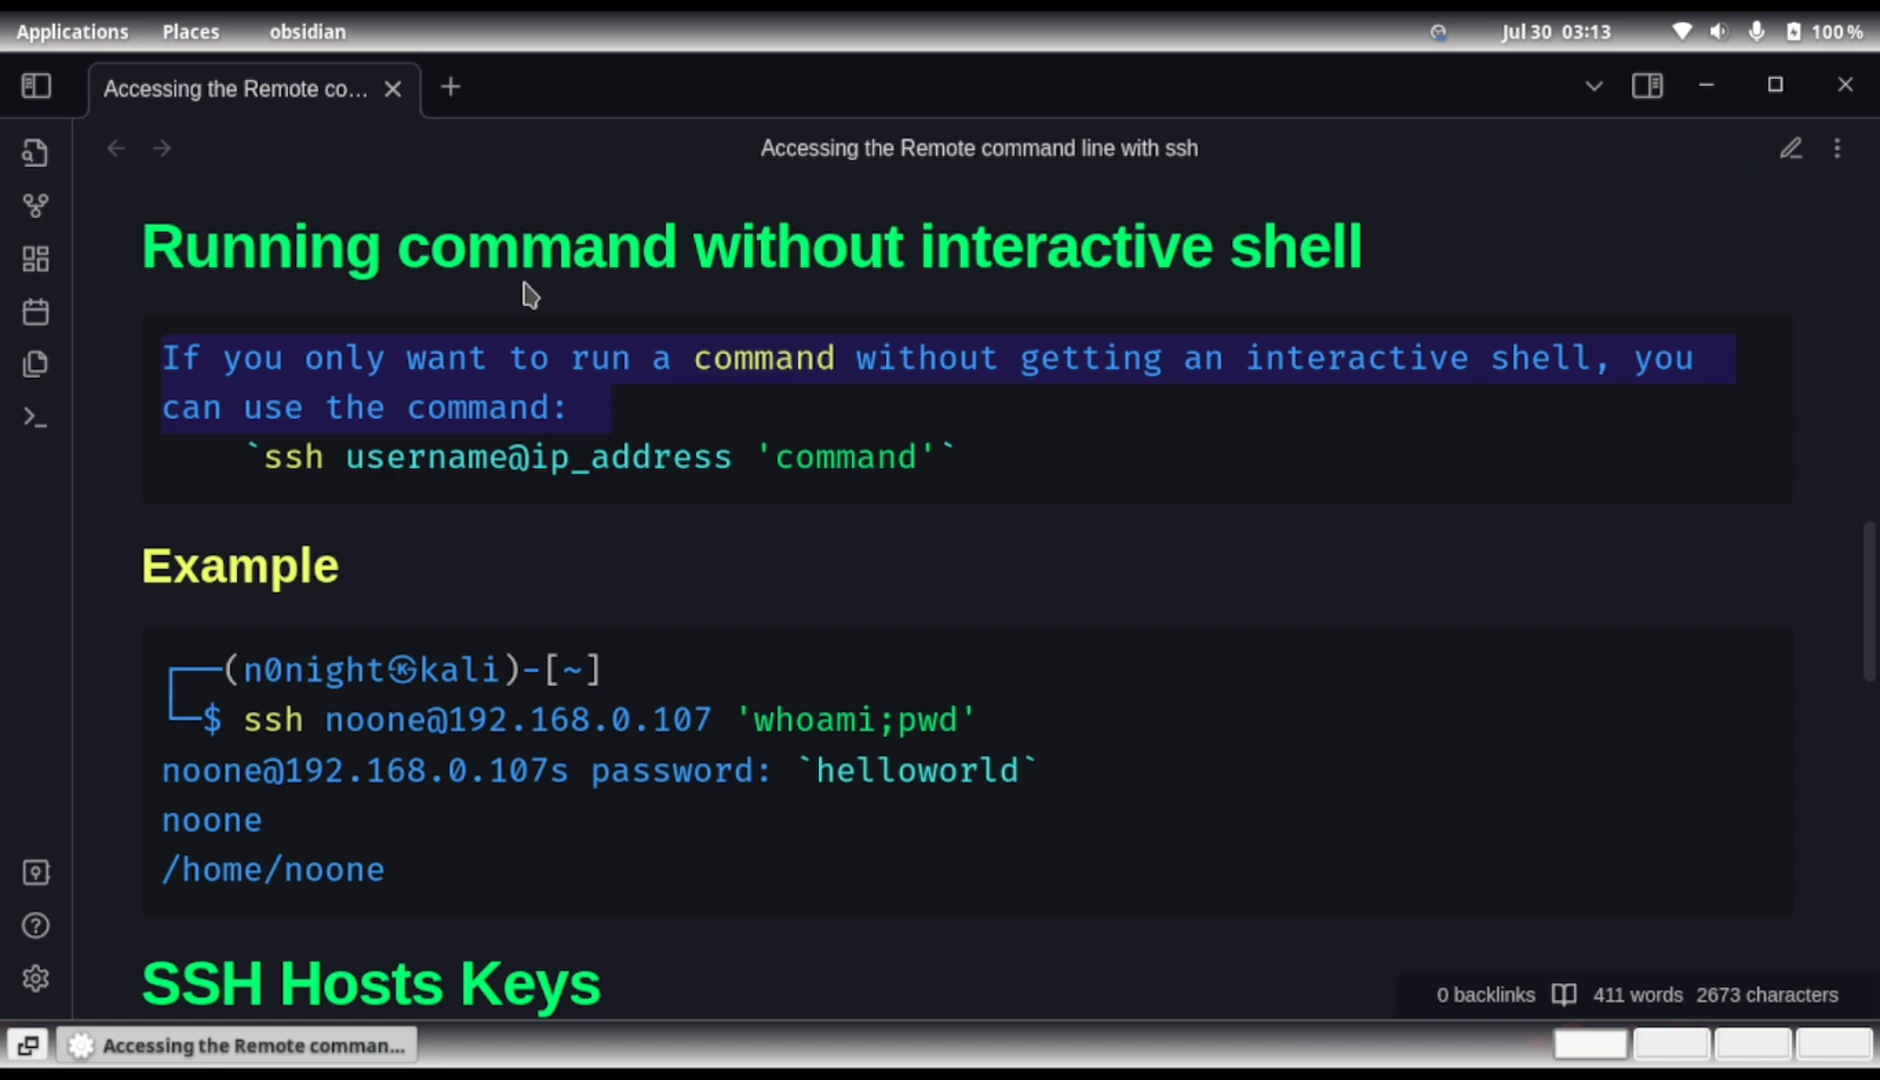 Applications Places obsidian Jul 30 03:13 100%
Accessing the Remote co...
Accessing the Remote command line with ssh
Running command without interactive shell
If you only want to run a command without getting an interactive shell, you
can use the command:
`ssh username@ip_address 'command'`
Example
┌──(n0night㉿kali)-[~]
└─$ ssh noone@192.168.0.107 'whoami;pwd'
noone@192.168.0.107s password: `helloworld`
noone
/home/noone
SSH Hosts Keys
0 backlinks 411 words 2673 characters
Accessing the Remote comman...